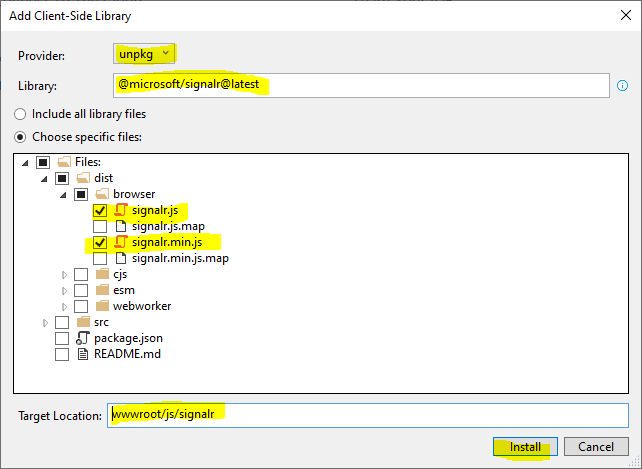 Add Client-Side Library
Provider: unpkg
Library: @microsoft/signalr@latest
Include all library files
Choose specific files:
Files:
dist
browser
signalr.js
signalr.js.map
signalr.min.js
signalr.min.js.map
cjs
esm
webworker
src
package.json
README.md
Target Location: wwwroot/js/signalr
Install Cancel